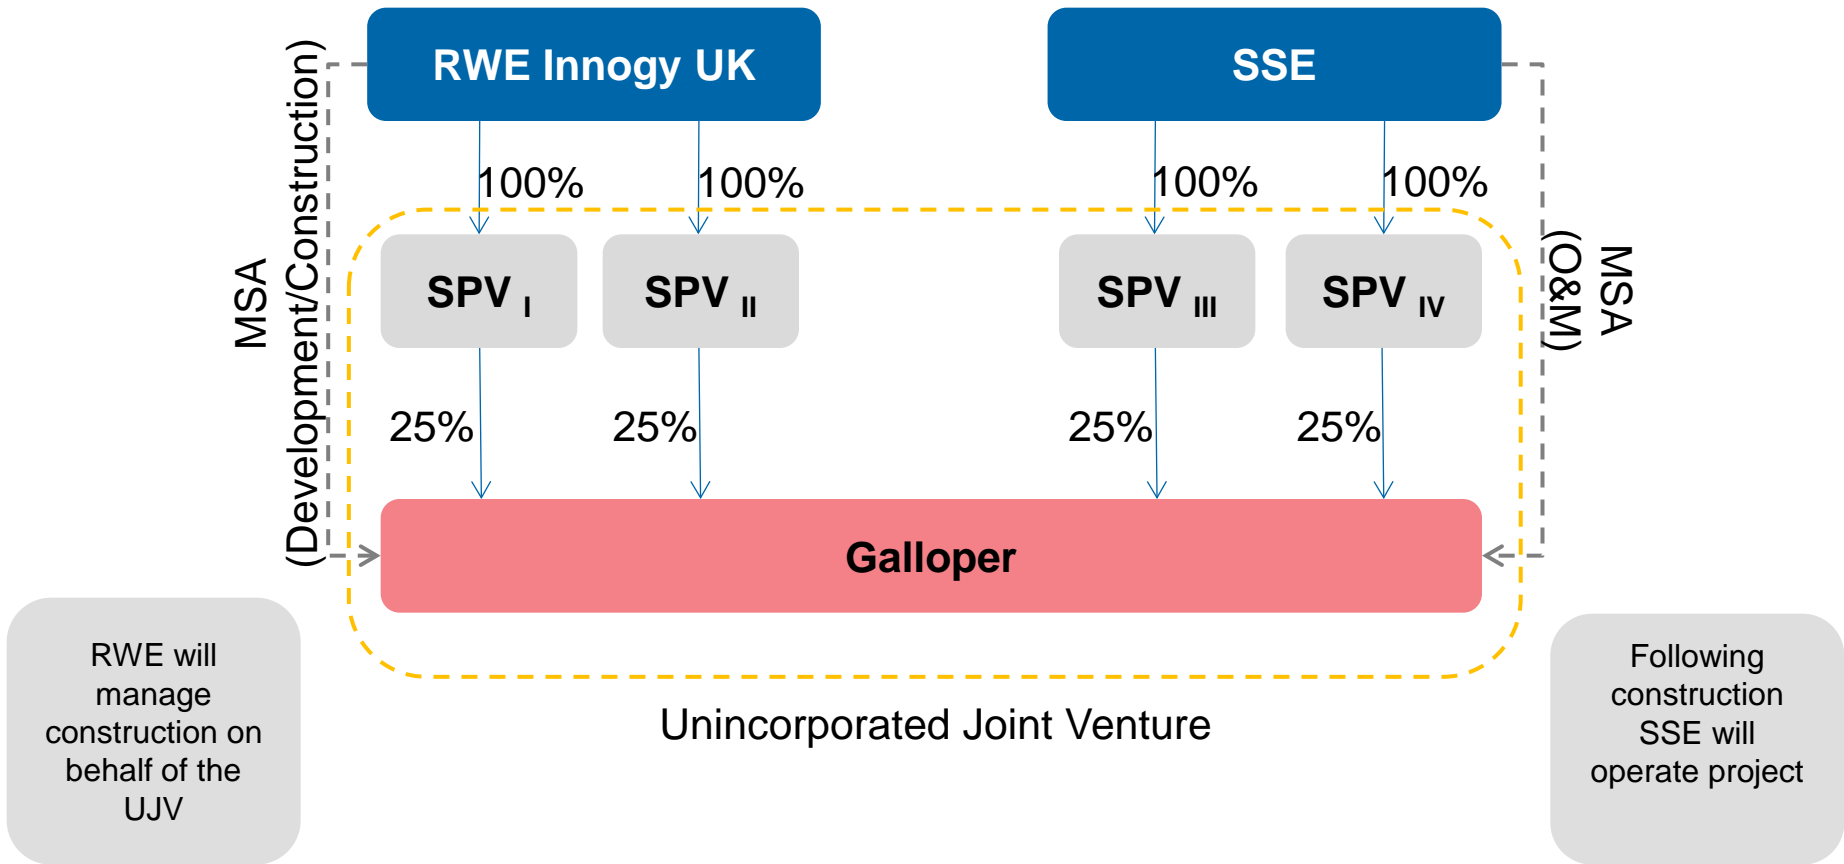 RWE Innogy UK
SSE
MSA
(Development/Construction)
100%
100%
100%
100%
MSA
(O&M)
SPV I
SPV II
SPV III
SPV IV
25%
25%
25%
25%
Galloper
RWE will
manage
construction on
behalf of the
UJV
Unincorporated Joint Venture
Following
construction
SSE will
operate project